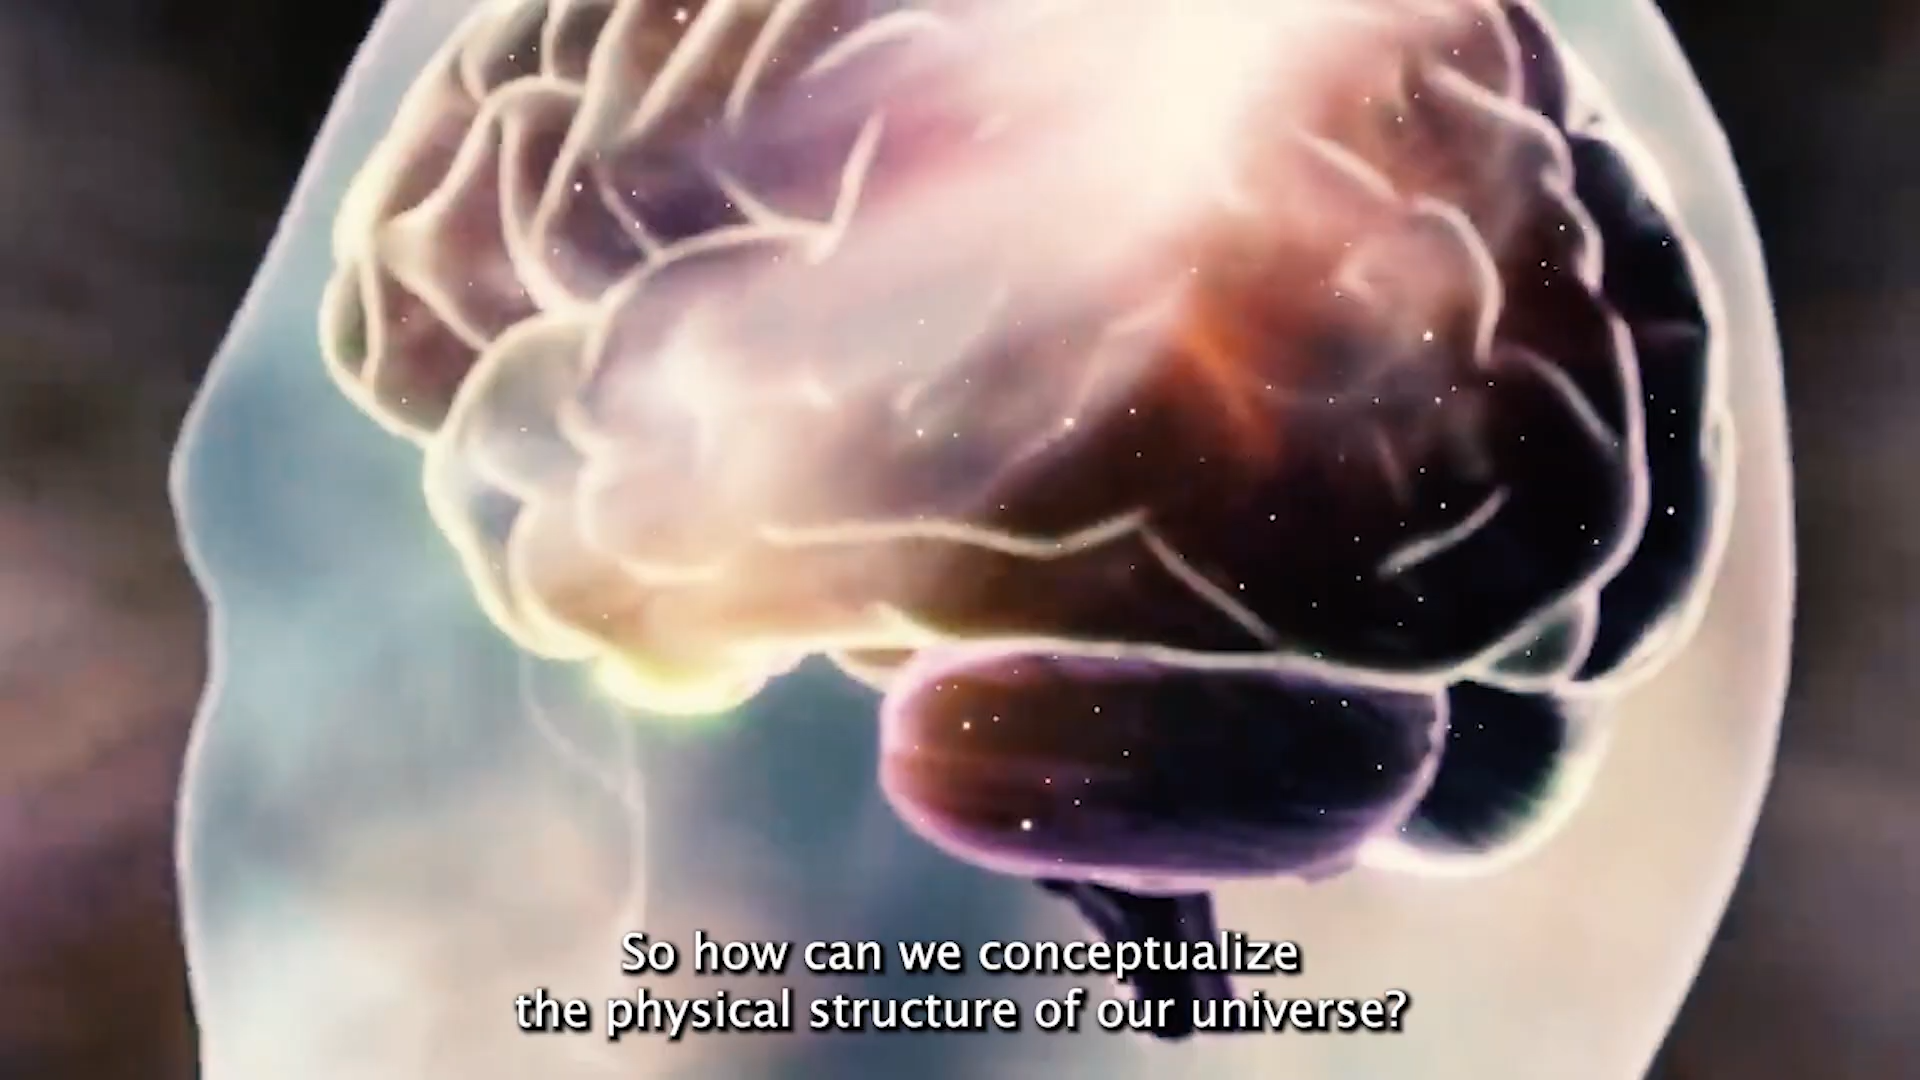 So how can we conceptualize
the physical structure of our universe?